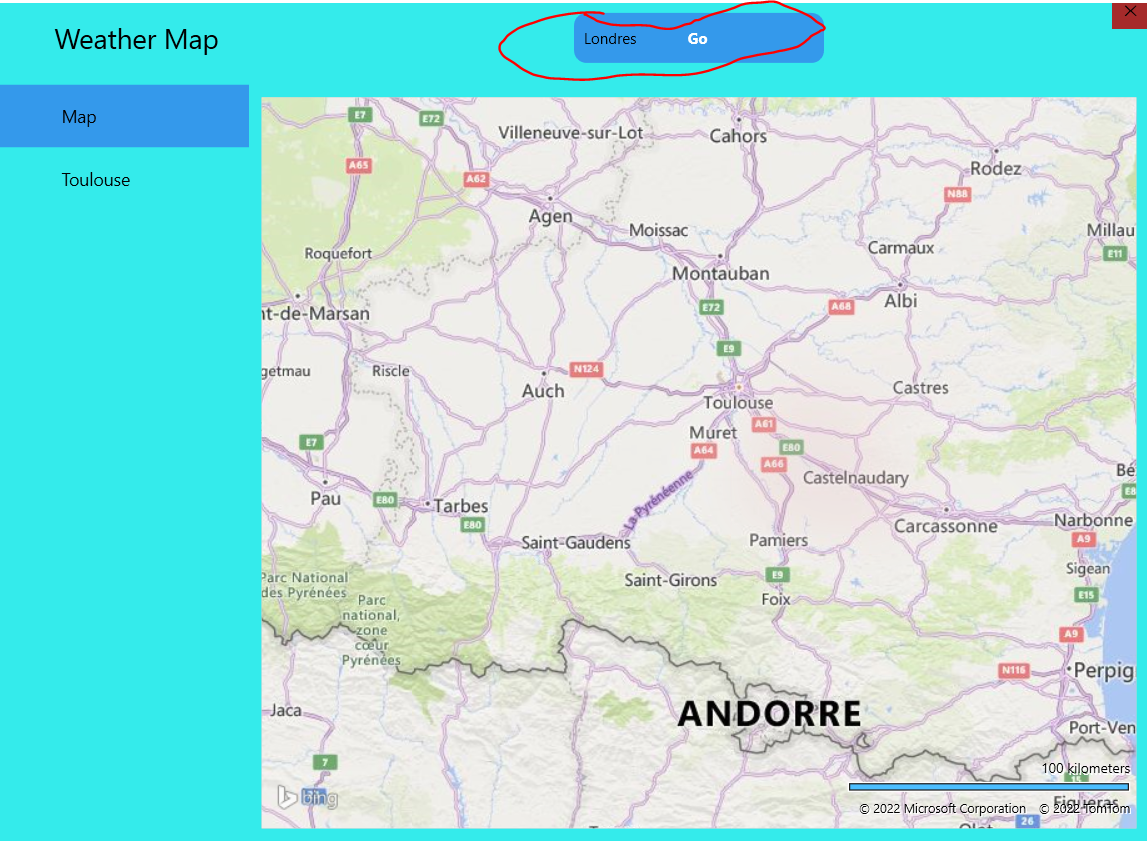 Weather Map
Londres Go
Map
Toulouse
E7
E72
Villeneuve-sur-Lot
Cahors
A65
A62
Rodez
N88
Agen
Moissac
Millau
Roquefort
Carmaux
E11
Montauban
nt-de-Marsan
E72
A68
Albi
E9
getmau
Riscle
N124
Auch
Castres
Toulouse
Muret
A61
E7
A64
E80
A66
Castelnaudary
Pau
E80
Tarbes
La Pyrénéenne
E80
Carcassonne
Narbonne
Saint-Gaudens
Pamiers
A9
Parc National
des Pyrénées
Saint-Girons
E9
Sigean
Foix
E15
Parc
national,
zone
cœur
Pyrénées
A9
N116
Perpig
Jaca
ANDORRE
Port-Ven
7
100 kilometers
bing
© 2022 Microsoft Corporation © 2022 TomTom
Figueras
26